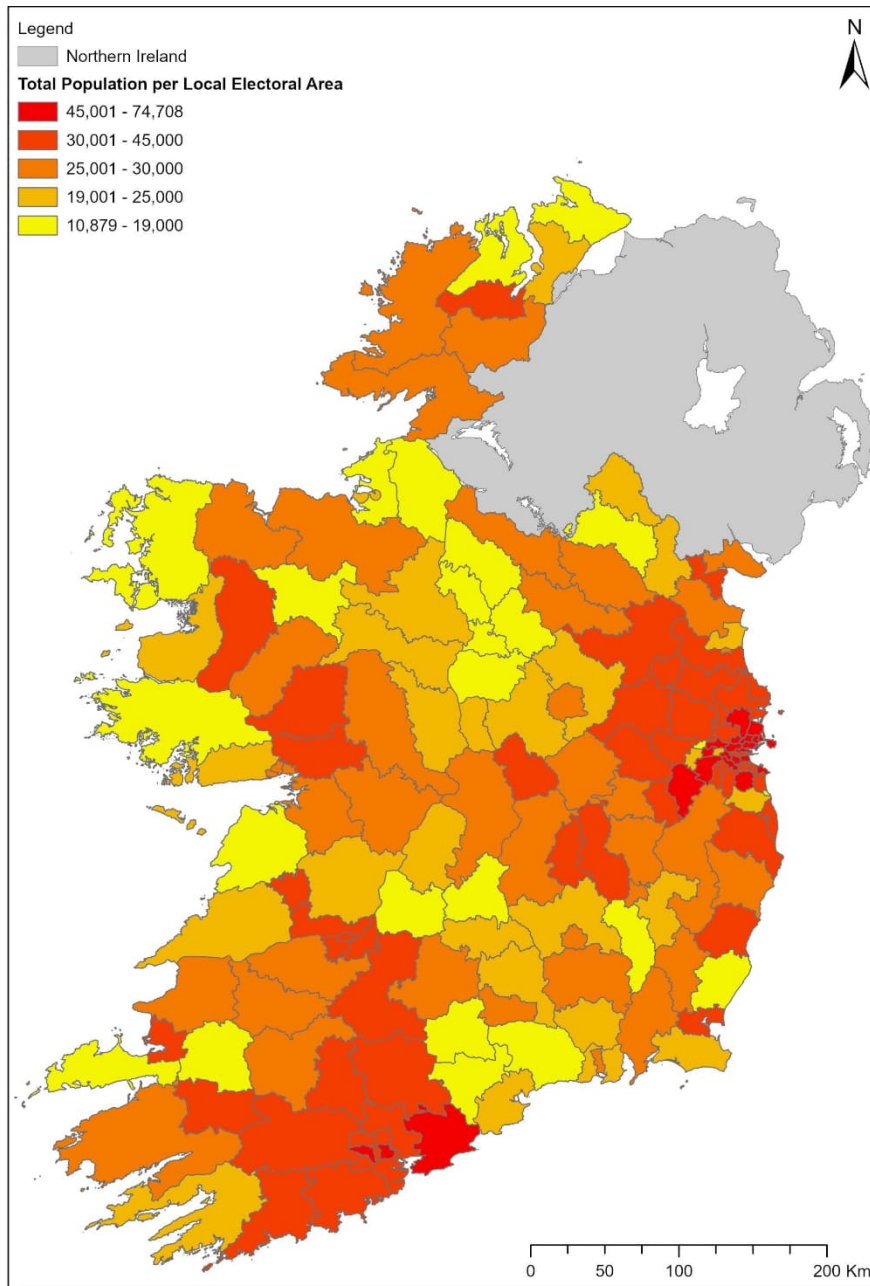 Legend
Northern Ireland
Total Population per Local Electoral Area
45,001 - 74,708
30,001 - 45,000
25,001 - 30,000
19,001 - 25,000
10,879 - 19,000
N
0 50 100 200 Km